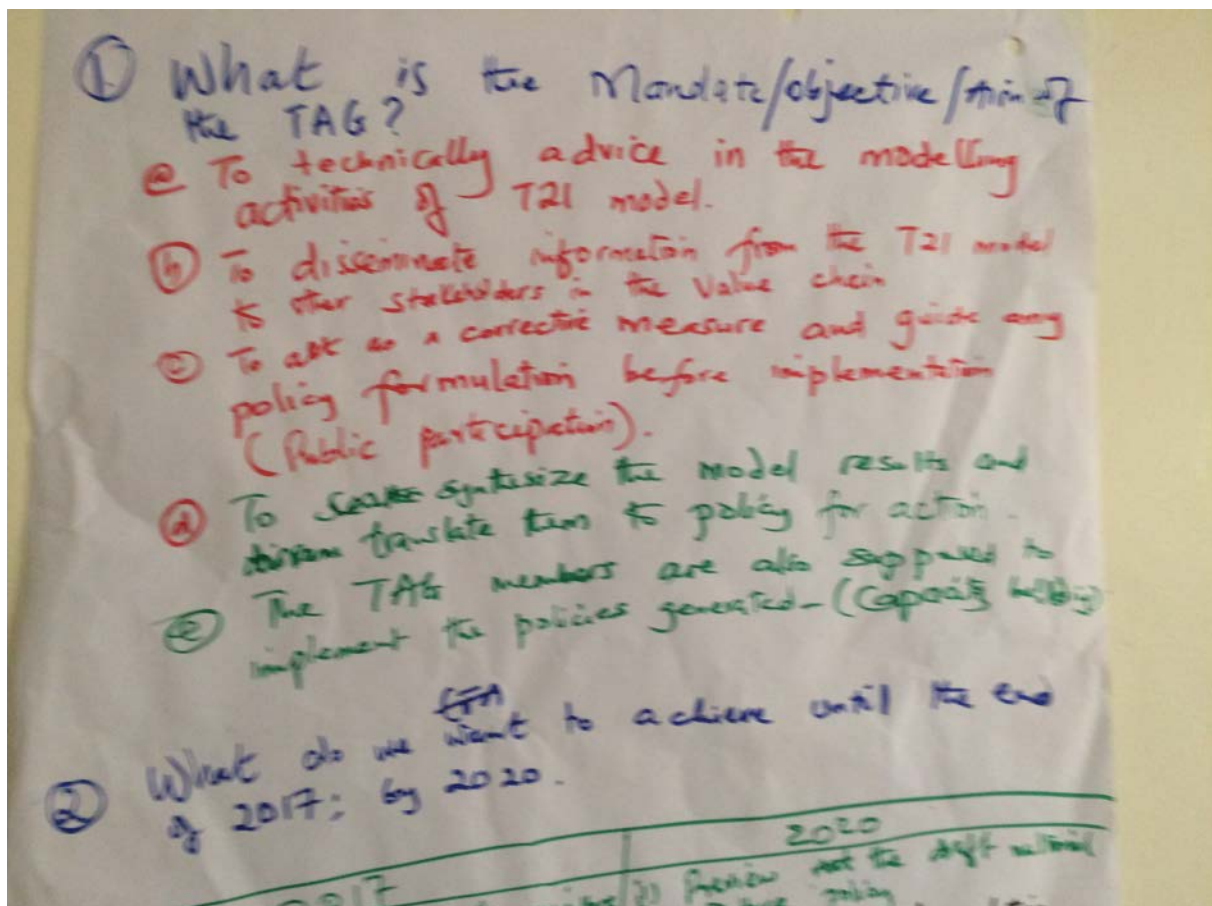 ① What is the Mandate/objective/Aim of
the TAG?
ⓐ To technically advice in the modelling
activities of T21 model.
ⓑ To disseminate information from the T21 model
to other stakeholders in the value chain
ⓒ To act as a corrective measure and guide any
policy formulation before implementation
(Public participation).
ⓓ To synthesize the model results and
translate them to policy for action.
ⓔ The TAG members are also supposed to
implement the policies generated - (Capacity building)
② What do we want to achieve until the end
of 2017; by 2020.
2017 2020
the draft national
policy